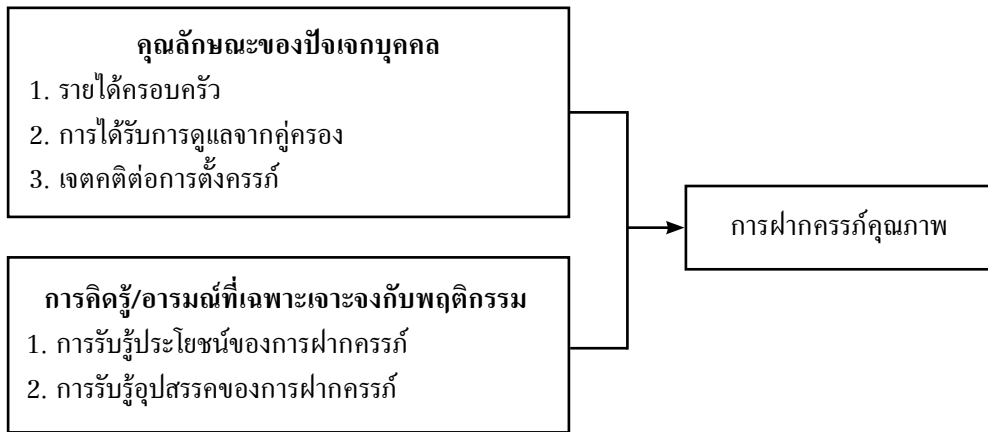 คุณลักษณะของปัจเจกบุคคล
1. รายได้ครอบครัว
2. การได้รับการดูแลจากคู่ครอง
3. เจตคติต่อการตั้งครรภ์
การฝากครรภ์คุณภาพ
การคิดรู้/อารมณ์ที่เฉพาะเจาะจงกับพฤติกรรม
1. การรับรู้ประโยชน์ของการฝากครรภ์
2. การรับรู้อุปสรรคของการฝากครรภ์